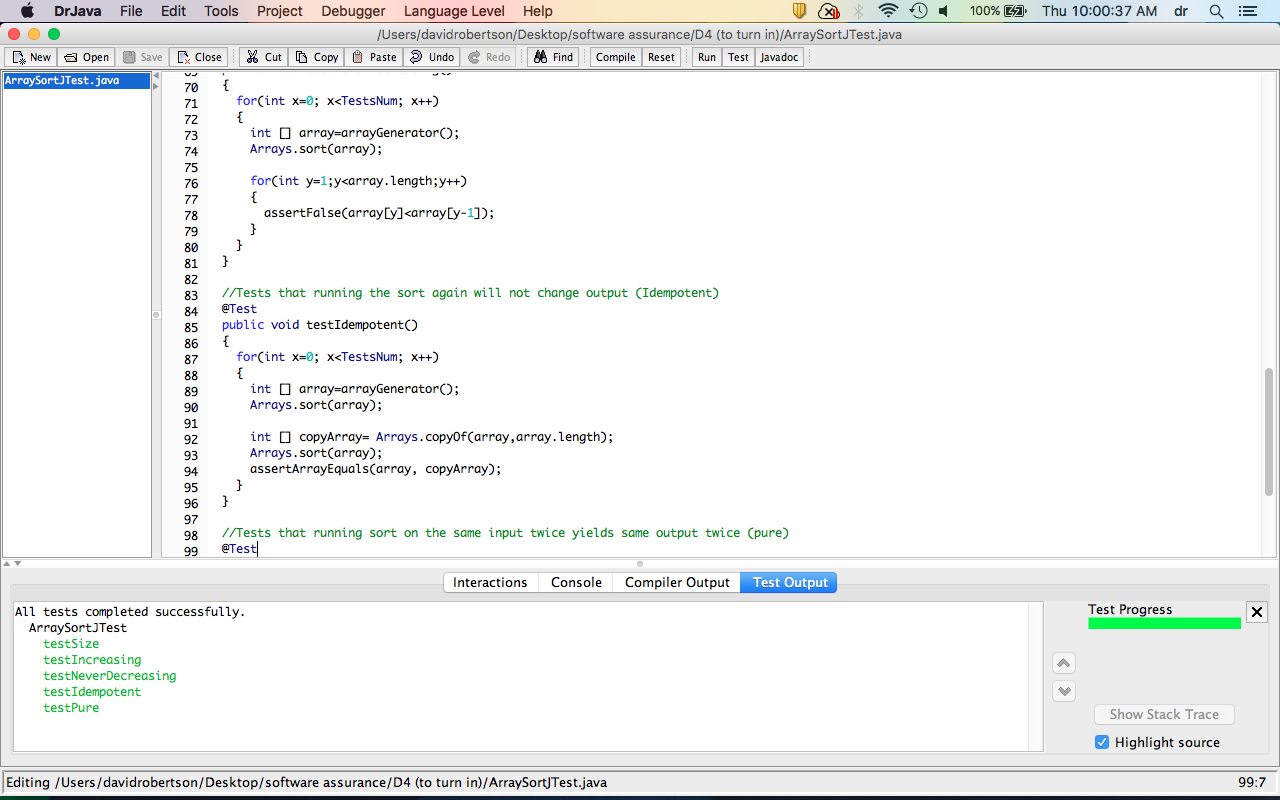 DrJava File Edit Tools Project Debugger Language Level Help 100% Thu 10:00:37 AM dr
/Users/davidrobertson/Desktop/software assurance/D4 (to turn in)/ArraySortJTest.java
New Open Save Close Cut Copy Paste Undo Redo Find Compile Reset Run Test Javadoc
ArraySortJTest.java
70 {
71 for(int x=0; x<TestsNum; x++)
72 {
73 int [] array=arrayGenerator();
74 Arrays.sort(array);
75
76 for(int y=1;y<array.length;y++)
77 {
78 assertFalse(array[y]<array[y-1]);
79 }
80 }
81 }
82
83 //Tests that running the sort again will not change output (Idempotent)
84 @Test
85 public void testIdempotent()
86 {
87 for(int x=0; x<TestsNum; x++)
88 {
89 int [] array=arrayGenerator();
90 Arrays.sort(array);
91
92 int [] copyArray= Arrays.copyOf(array,array.length);
93 Arrays.sort(array);
94 assertArrayEquals(array, copyArray);
95 }
96 }
97
98 //Tests that running sort on the same input twice yields same output twice (pure)
99 @Test
Interactions Console Compiler Output Test Output
All tests completed successfully.
ArraySortJTest
testSize
testIncreasing
testNeverDecreasing
testIdempotent
testPure
Test Progress
Show Stack Trace
Highlight source
Editing /Users/davidrobertson/Desktop/software assurance/D4 (to turn in)/ArraySortJTest.java 99:7